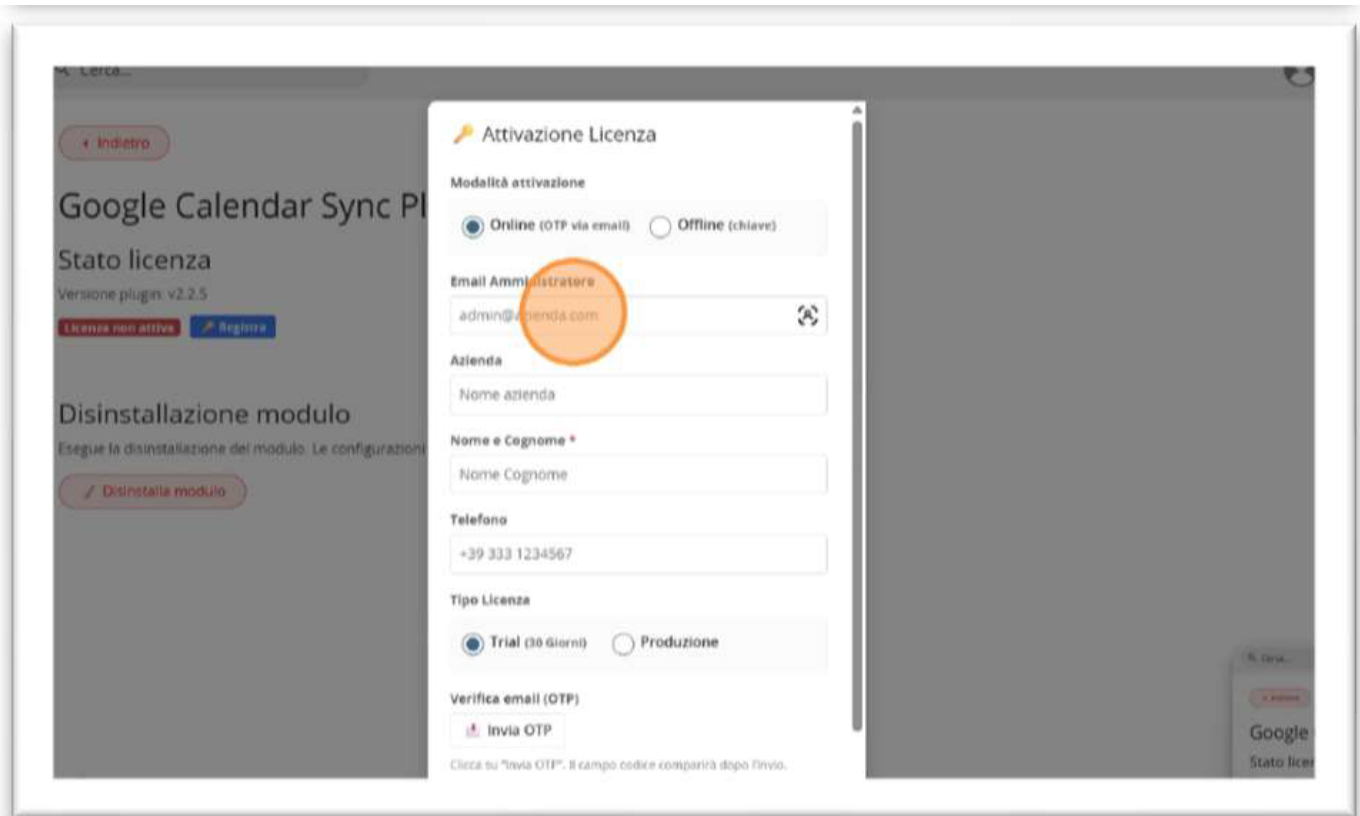 Cerca...
Indietro
Google Calendar Sync Pl
Stato licenza
Versione plugin: v2.2.5
Licenza non attiva
Registra
Disinstallazione modulo
Esegue la disinstallazione del modulo. Le configurazioni
Disinstalla modulo
Attivazione Licenza
Modalità attivazione
Online (OTP via email) Offline (chiave)
Email Amministratore
admin@azienda.com
Azienda
Nome azienda
Nome e Cognome *
Nome Cognome
Telefono
+39 333 1234567
Tipo Licenza
Trial (30 Giorni) Produzione
Verifica email (OTP)
Invia OTP
Clicca su "Invia OTP". Il campo codice comparirà dopo l'invio.
Cerca...
Indietro
Google
Stato licen